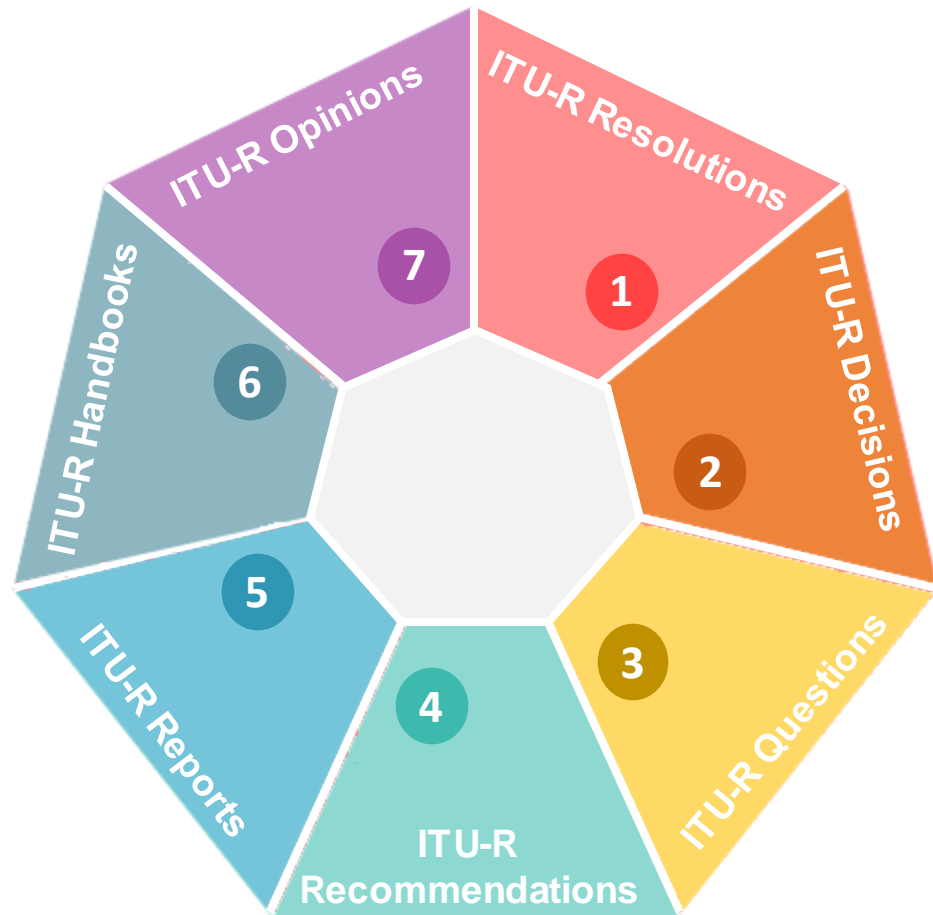 ITU-R Resolutions
1
ITU-R Decisions
2
ITU-R Questions
3
ITU-R
Recommendations
4
ITU-R Reports
5
ITU-R Handbooks
6
ITU-R Opinions
7